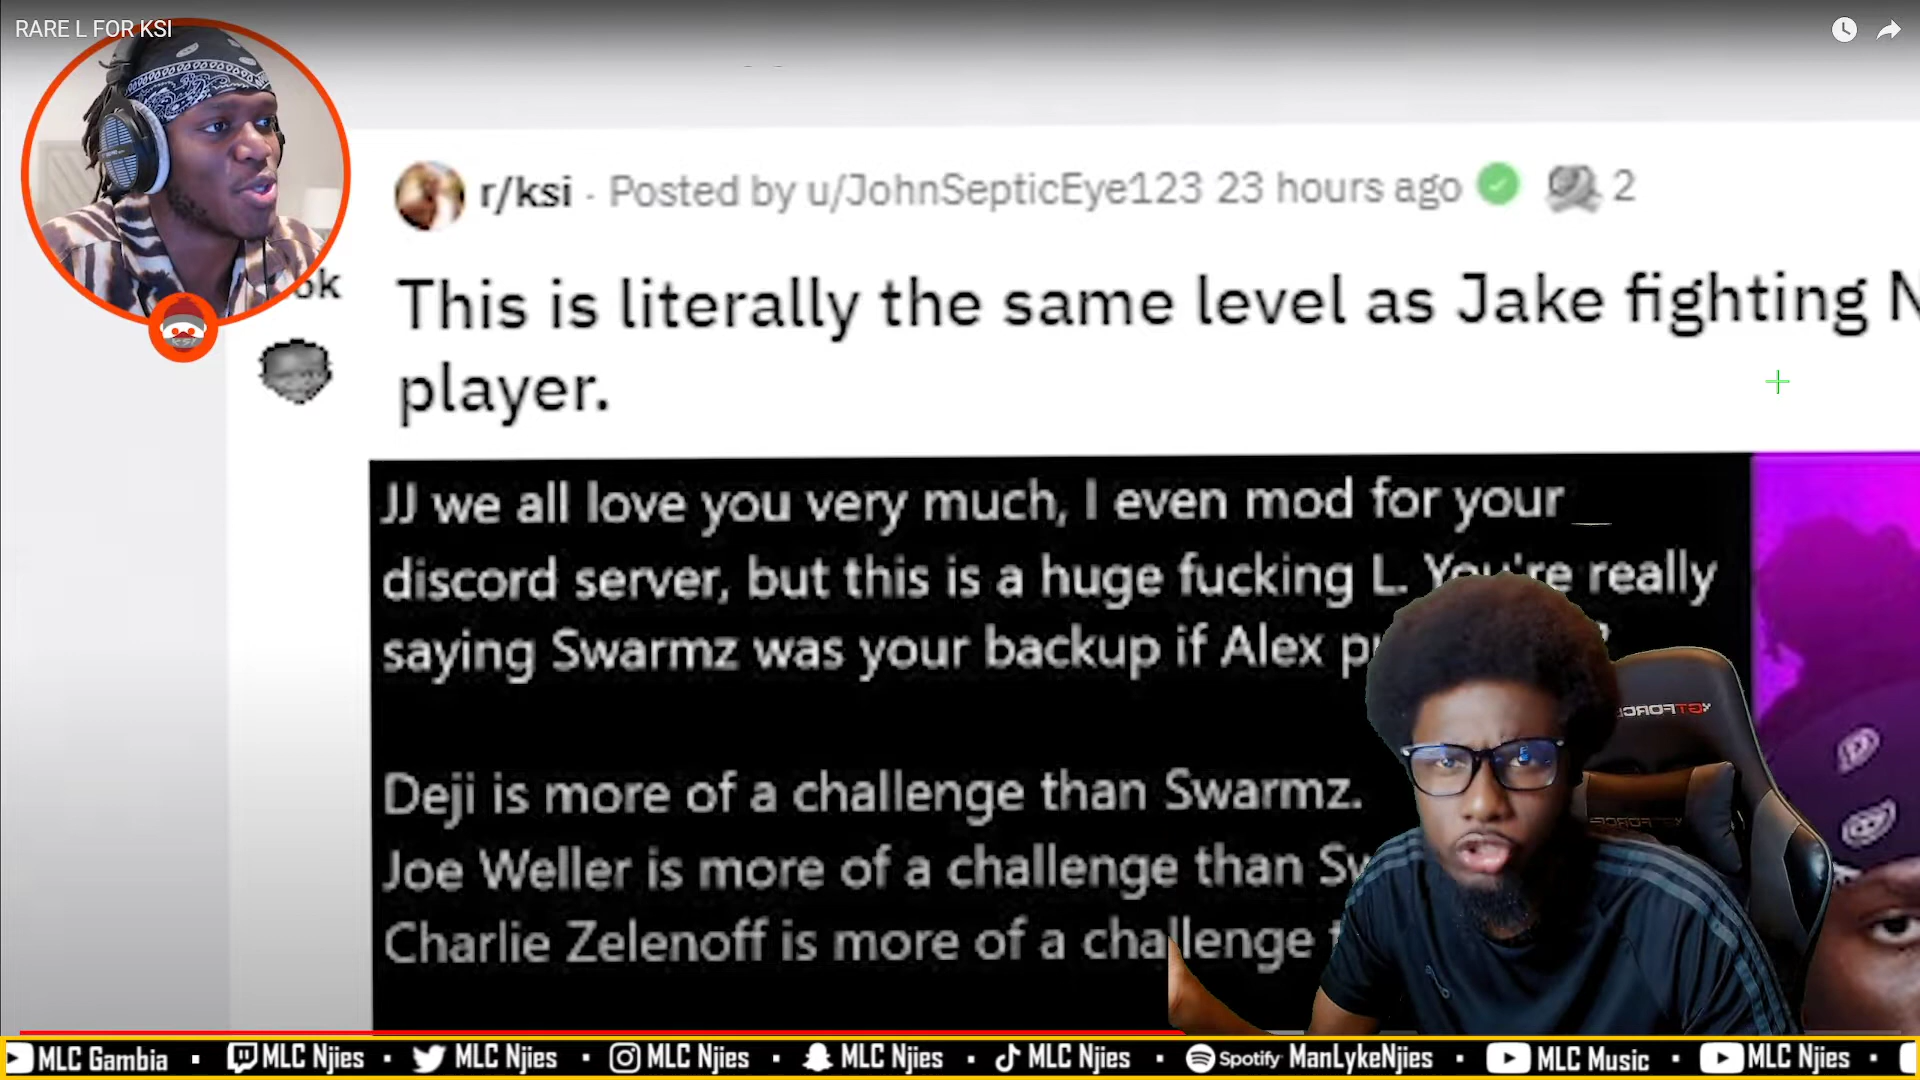 RARE L FOR KSI
r/ksi · Posted by u/JohnSepticEye123 23 hours ago 2
This is literally the same level as Jake fighting N
player.
JJ we all love you very much, I even mod for your
discord server, but this is a huge fucking L. You're really
saying Swarmz was your backup if Alex
Deji is more of a challenge than Swarmz.
Joe Weller is more of a challenge than Sw
Charlie Zelenoff is more of a challenge
GTFORCE
MLC Gambia · MLC Njies · MLC Njies · MLC Njies · MLC Njies · MLC Njies · Spotify ManLykeNjies · MLC Music · MLC Njies ·